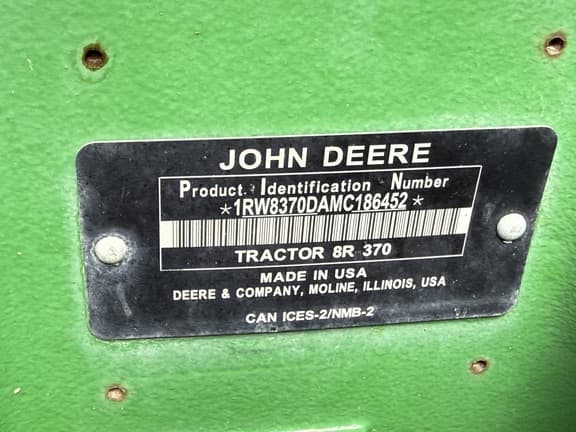 JOHN DEERE
Product Identification Number
*1RW8370DAMC186452*
TRACTOR 8R 370
MADE IN USA
DEERE & COMPANY, MOLINE, ILLINOIS, USA
CAN ICES-2/NMB-2